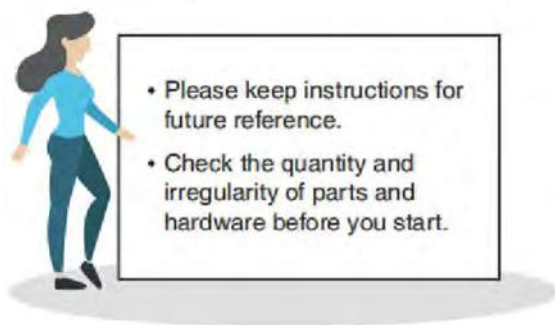 • Please keep instructions for
future reference.
• Check the quantity and
irregularity of parts and
hardware before you start.